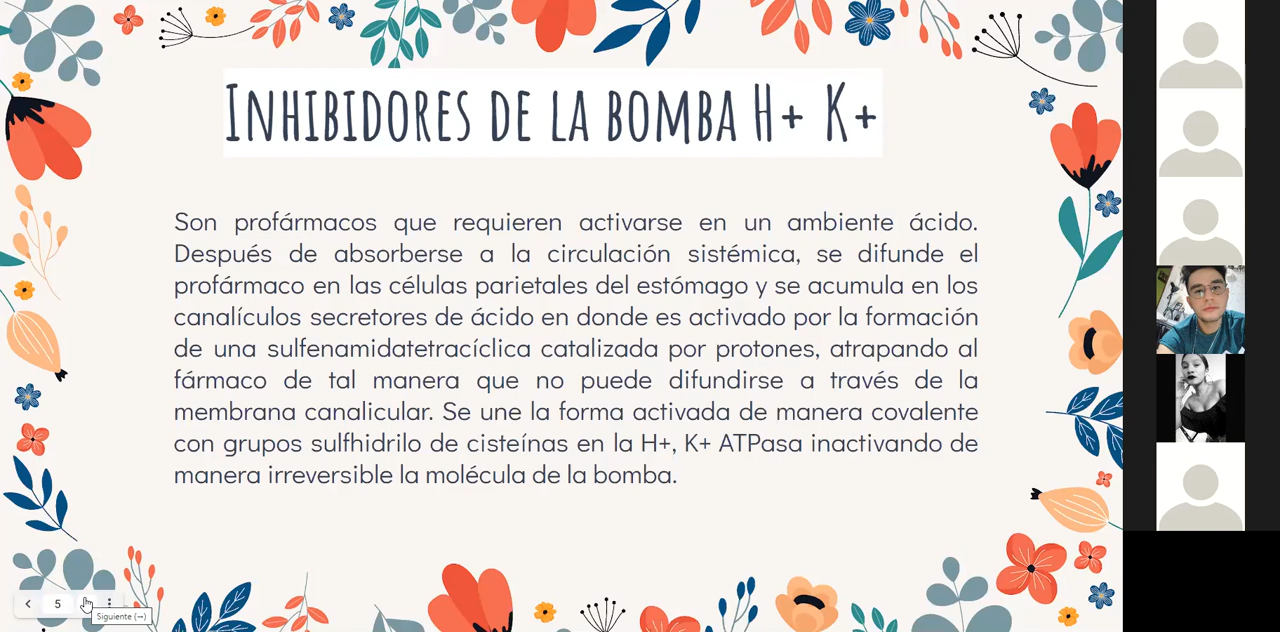 INHIBIDORES DE LA BOMBA H+ K+
Son profármacos que requieren activarse en un ambiente ácido.
Después de absorberse a la circulación sistémica, se difunde el
profármaco en las células parietales del estómago y se acumula en los
canalículos secretores de ácido en donde es activado por la formación
de una sulfenamidatetracíclica catalizada por protones, atrapando al
fármaco de tal manera que no puede difundirse a través de la
membrana canalicular. Se une la forma activada de manera covalente
con grupos sulfhidrilo de cisteínas en la H+, K+ ATPasa inactivando de
manera irreversible la molécula de la bomba.
5
Siguiente (→)